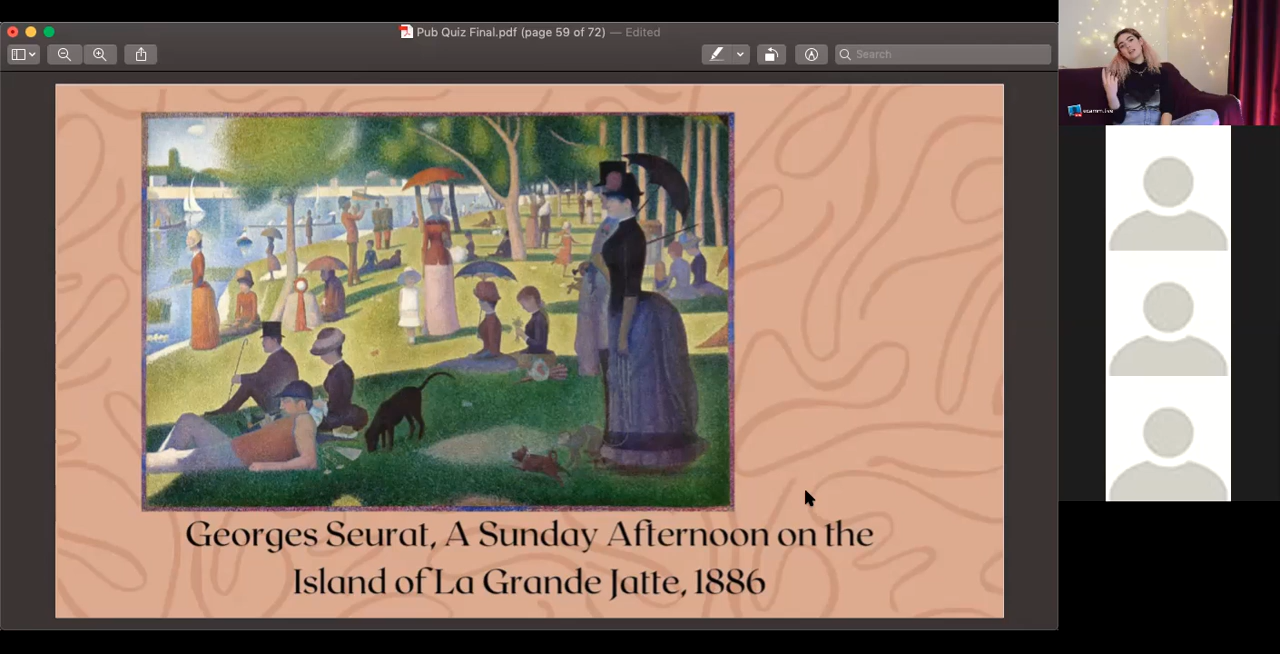 Pub Quiz Final.pdf (page 59 of 72) — Edited
Search
Georges Seurat, A Sunday Afternoon on the
Island of La Grande Jatte, 1886